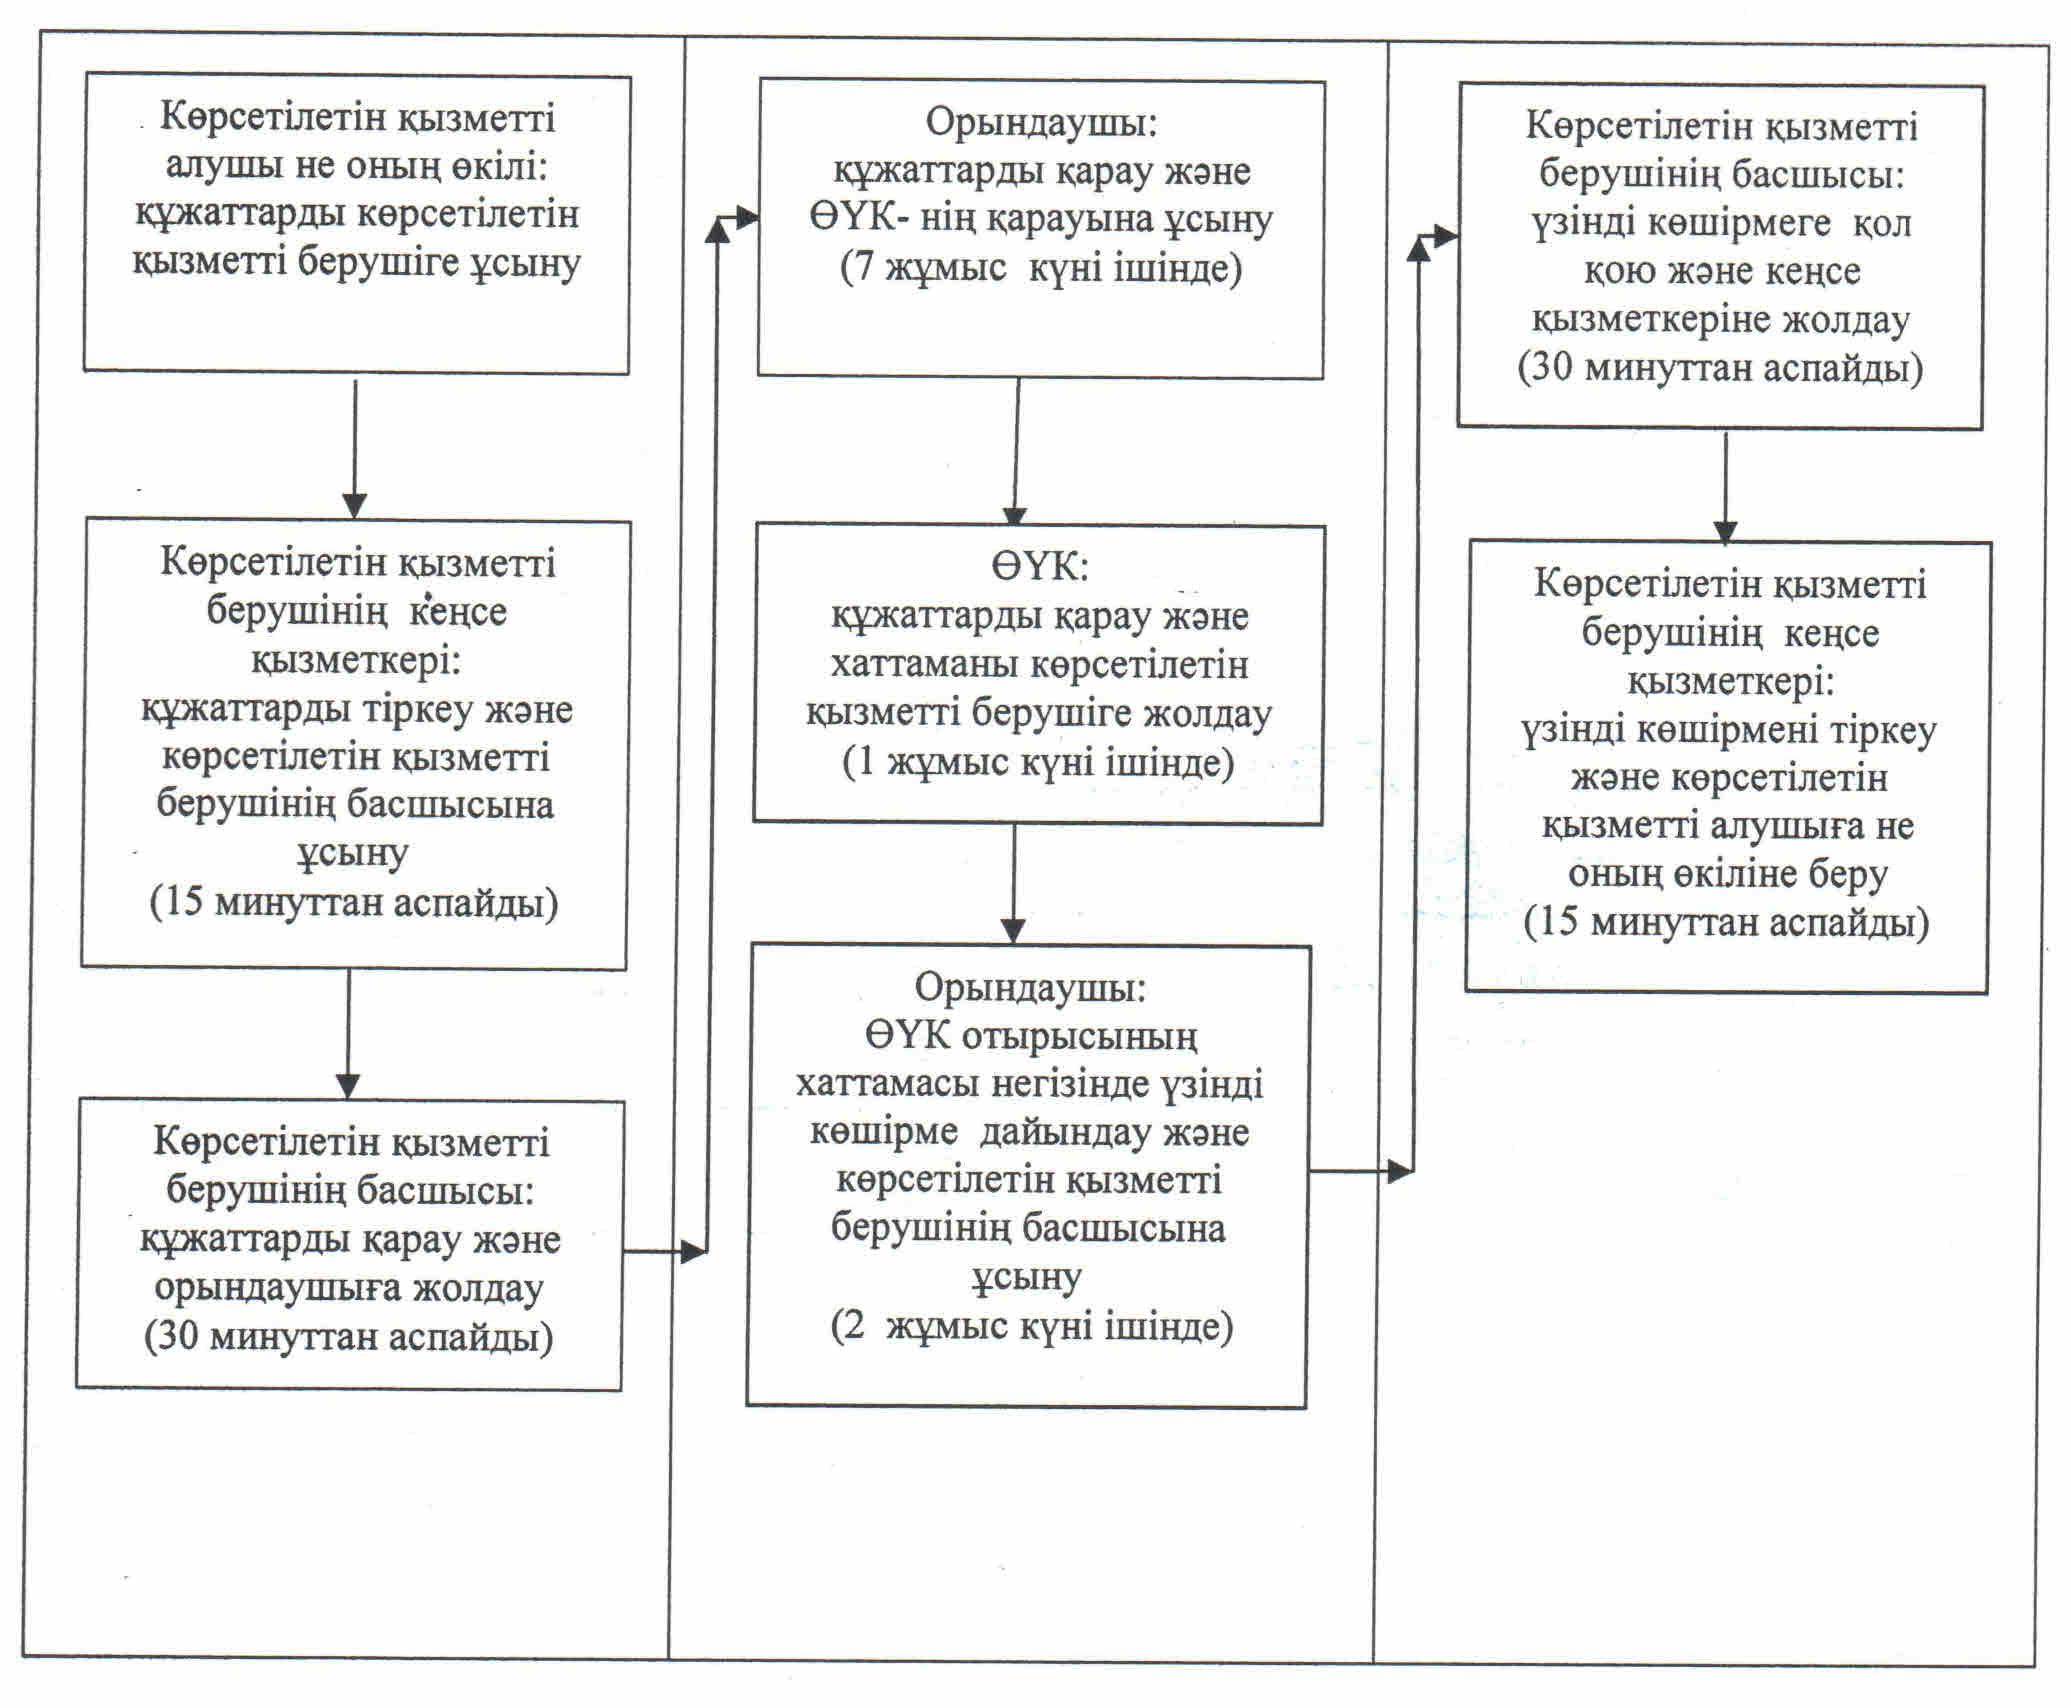 Көрсетілетін қызметті
алушы не оның өкілі:
құжаттарды көрсетілетін
қызметті берушіге ұсыну
Көрсетілетін қызметті
берушінің кеңсе
қызметкері:
құжаттарды тіркеу және
көрсетілетін қызметті
берушінің басшысына
ұсыну
(15 минуттан аспайды)
Көрсетілетін қызметті
берушінің басшысы:
құжаттарды қарау және
орындаушыға жолдау
(30 минуттан аспайды)
Орындаушы:
құжаттарды қарау және
ӨҮК- нің қарауына ұсыну
(7 жұмыс күні ішінде)
ӨҮК:
құжаттарды қарау және
хаттаманы көрсетілетін
қызметті берушіге жолдау
(1 жұмыс күні ішінде)
Орындаушы:
ӨҮК отырысының
хаттамасы негізінде үзінді
көшірме дайындау және
көрсетілетін қызметті
берушінің басшысына
ұсыну
(2 жұмыс күні ішінде)
Көрсетілетін қызметті
берушінің басшысы:
үзінді көшірмеге қол
қою және кеңсе
қызметкеріне жолдау
(30 минуттан аспайды)
Көрсетілетін қызметті
берушінің кеңсе
қызметкері:
үзінді көшірмені тіркеу
және көрсетілетін
қызметті алушыға не
оның өкіліне беру
(15 минуттан аспайды)